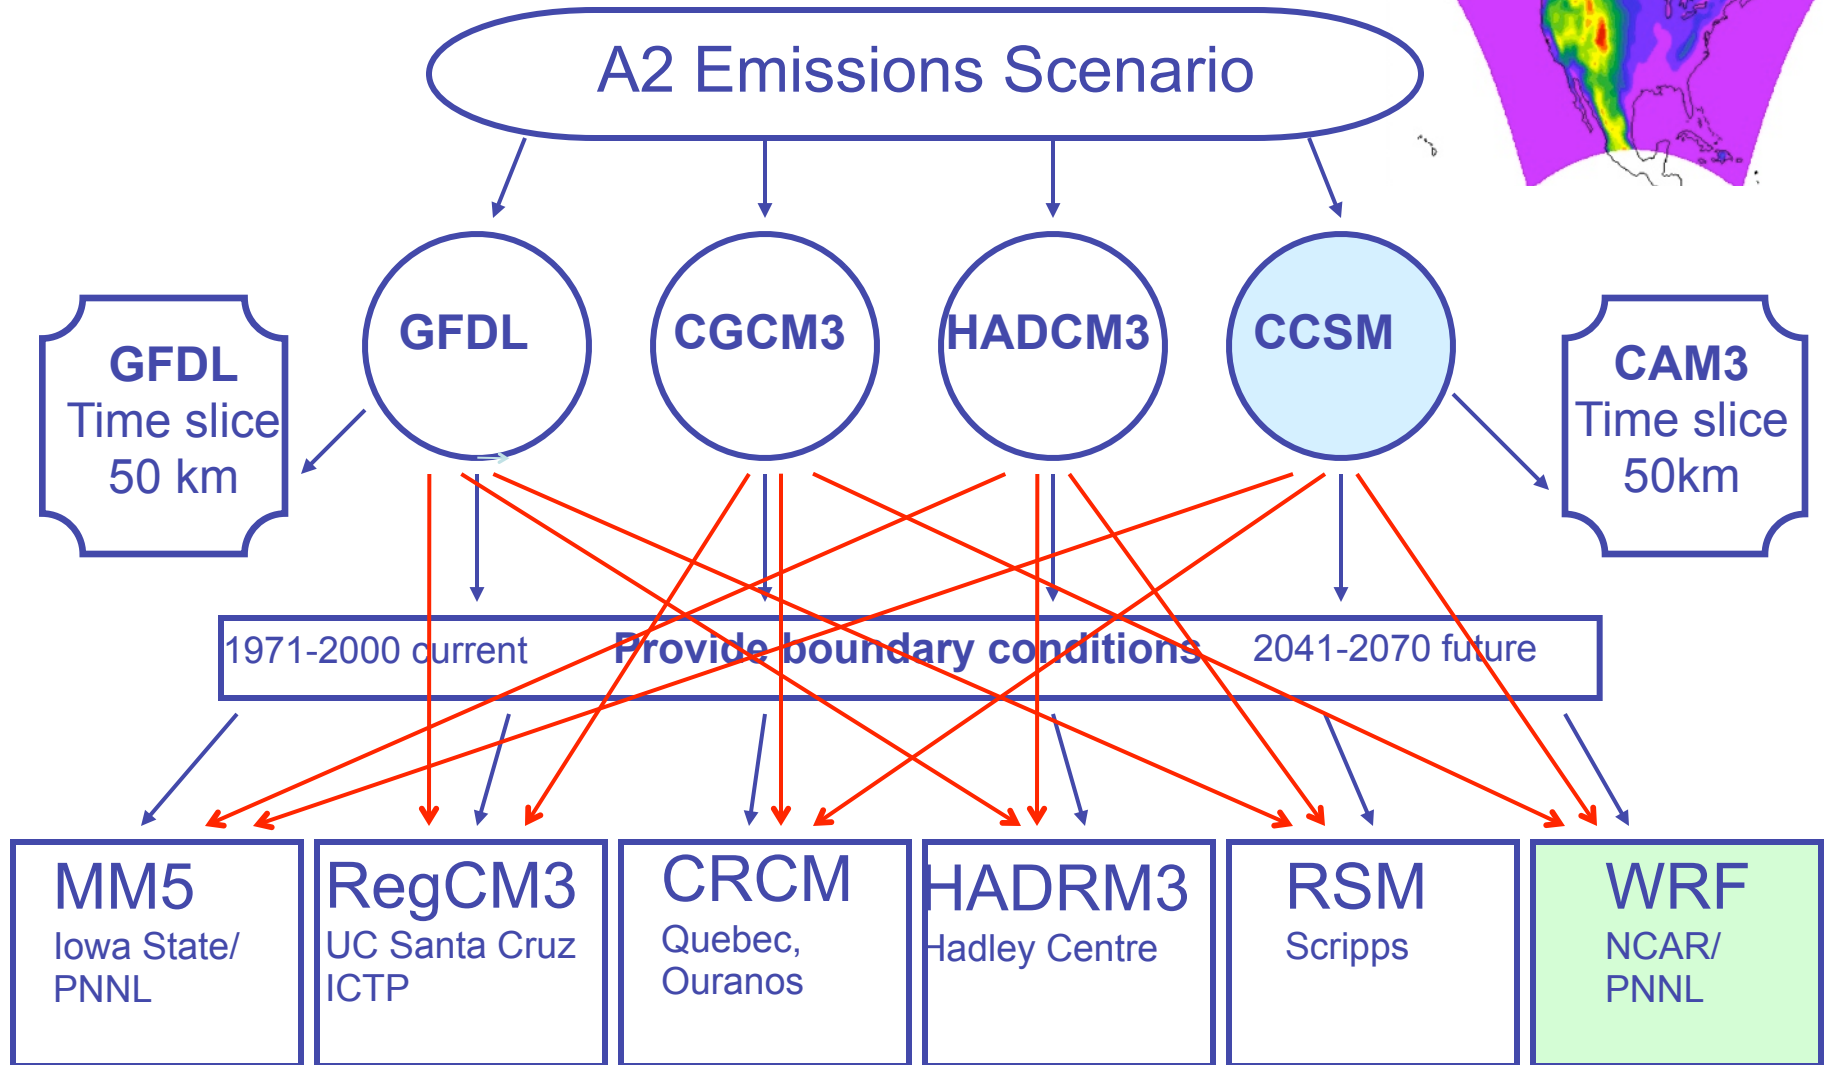 A2 Emissions Scenario
GFDL
CGCM3
HADCM3
CCSM
GFDL
Time slice
50 km
CAM3
Time slice
50km
1971-2000 current
Provide boundary conditions
2041-2070 future
MM5
Iowa State/
PNNL
RegCM3
UC Santa Cruz
ICTP
CRCM
Quebec,
Ouranos
HADRM3
Hadley Centre
RSM
Scripps
WRF
NCAR/
PNNL